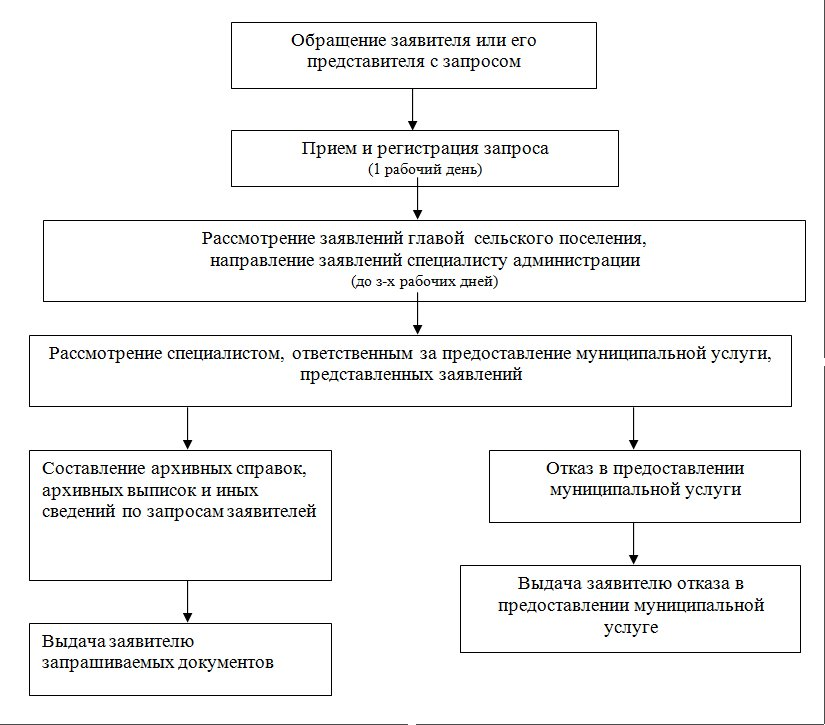 Обращение заявителя или его
представителя с запросом
Прием и регистрация запроса
(1 рабочий день)
Рассмотрение заявлений главой сельского поселения,
направление заявлений специалисту администрации
(до з-х рабочих дней)
Рассмотрение специалистом, ответственным за предоставление муниципальной услуги,
представленных заявлений
Составление архивных справок,
архивных выписок и иных
сведений по запросам заявителей
Отказ в предоставлении
муниципальной услуги
Выдача заявителю отказа в
предоставлении муниципальной
услуге
Выдача заявителю
запрашиваемых документов